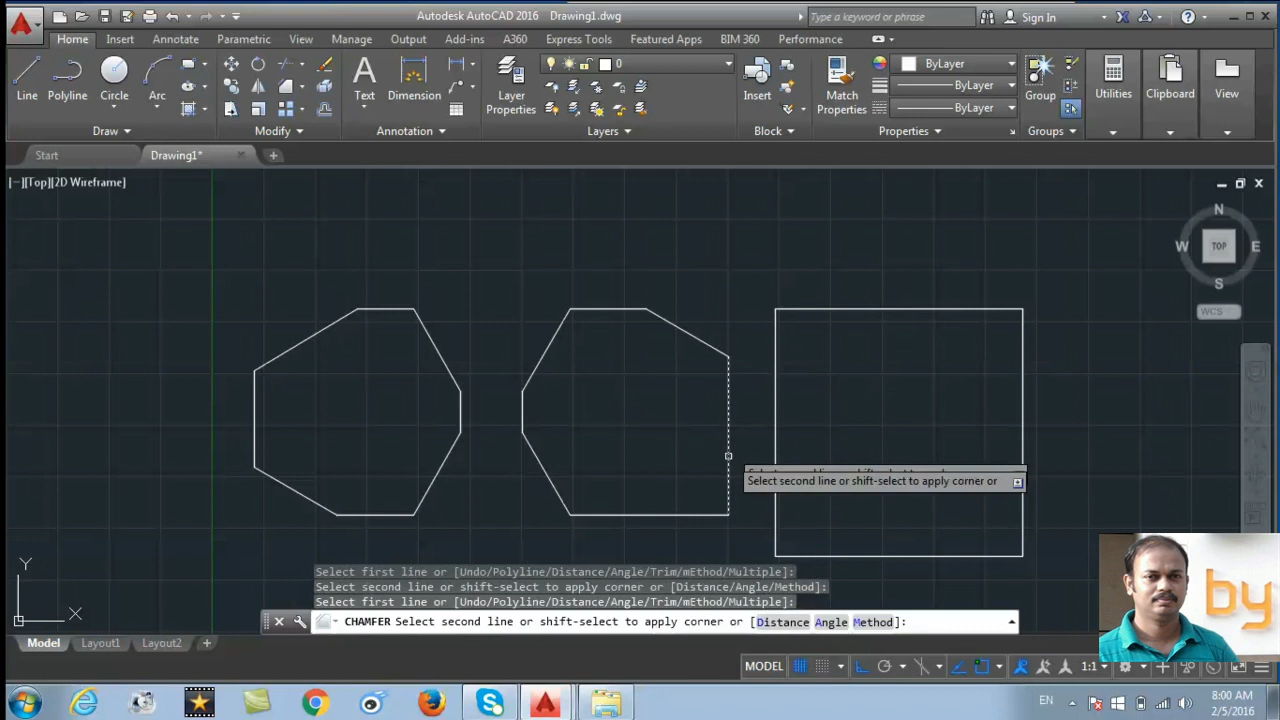 Autodesk AutoCAD 2016 Drawing1.dwg
Type a keyword or phrase
Sign In
Home Insert Annotate Parametric View Manage Output Add-ins A360 Express Tools Featured Apps BIM 360 Performance
Line Polyline Circle Arc Text Dimension Layer Properties 0 Insert Match Properties ByLayer ByLayer ByLayer Group Utilities Clipboard View
Draw Modify Annotation Layers Block Properties Groups
Start Drawing1*
[−][Top][2D Wireframe]
N
W TOP E
S
WCS
Select second line or shift-select to apply corner or
Y
X
Select first line or [Undo/Polyline/Distance/Angle/Trim/mEthod/Multiple]:
Select second line or shift-select to apply corner or [Distance/Angle/Method]:
Select first line or [Undo/Polyline/Distance/Angle/Trim/mEthod/Multiple]:
CHAMFER Select second line or shift-select to apply corner or [Distance Angle Method]:
by
Model Layout1 Layout2 +
MODEL 1:1
EN 8:00 AM
2/5/2016